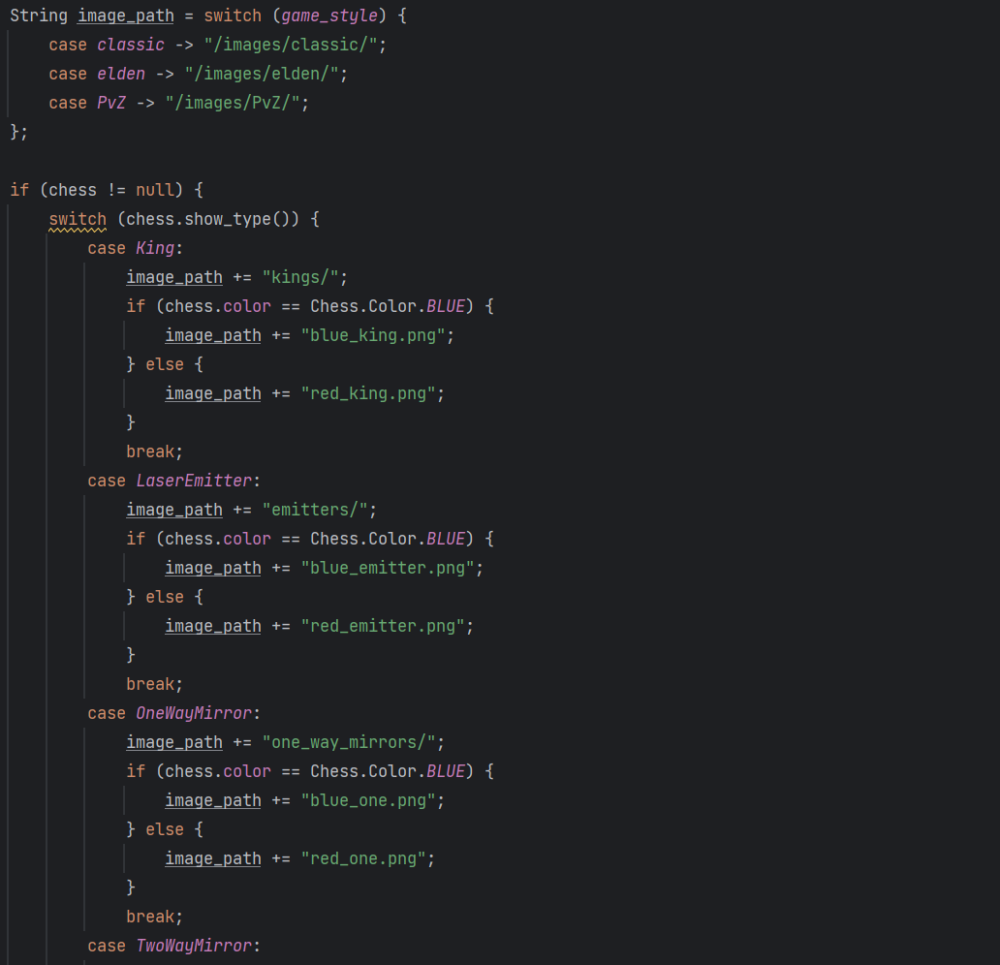 String image_path = switch (game_style) {
    case classic -> "/images/classic/";
    case elden -> "/images/elden/";
    case PvZ -> "/images/PvZ/";
};

if (chess != null) {
    switch (chess.show_type()) {
        case King:
            image_path += "kings/";
            if (chess.color == Chess.Color.BLUE) {
                image_path += "blue_king.png";
            } else {
                image_path += "red_king.png";
            }
            break;
        case LaserEmitter:
            image_path += "emitters/";
            if (chess.color == Chess.Color.BLUE) {
                image_path += "blue_emitter.png";
            } else {
                image_path += "red_emitter.png";
            }
            break;
        case OneWayMirror:
            image_path += "one_way_mirrors/";
            if (chess.color == Chess.Color.BLUE) {
                image_path += "blue_one.png";
            } else {
                image_path += "red_one.png";
            }
            break;
        case TwoWayMirror: